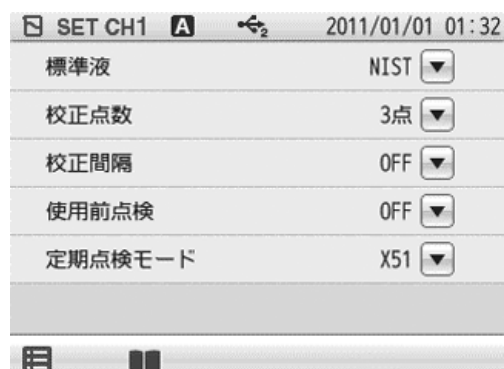 SET CH1 A 2 2011/01/01 01:32
標準液 NIST
校正点数 3点
校正間隔 OFF
使用前点検 OFF
定期点検モード X51